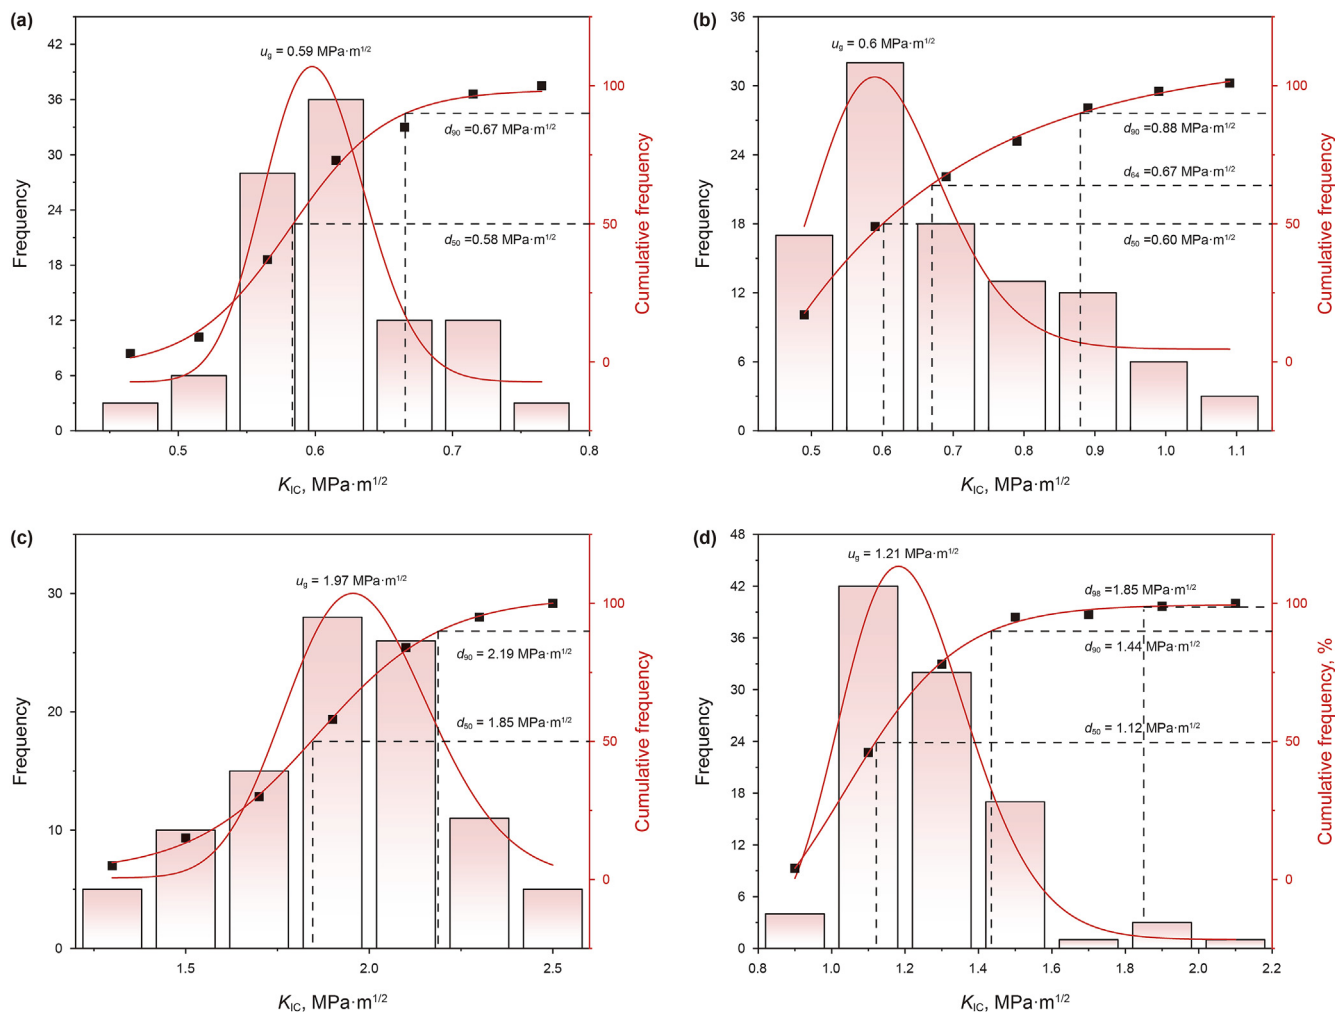 (a)
u_g = 0.59 MPa·m^1/2
d_90 =0.67 MPa·m^1/2
d_50 =0.58 MPa·m^1/2
42
36
30
24
18
12
6
0
100
50
0
0.5
0.6
0.7
0.8
Frequency
Cumulative frequency
K_IC, MPa·m^1/2
(b)
u_g = 0.6 MPa·m^1/2
d_90 =0.88 MPa·m^1/2
d_64 =0.67 MPa·m^1/2
d_50 =0.60 MPa·m^1/2
36
30
24
18
12
6
0
100
50
0
0.5
0.6
0.7
0.8
0.9
1.0
1.1
Frequency
Cumulative frequency
K_IC, MPa·m^1/2
(c)
u_g = 1.97 MPa·m^1/2
d_90 = 2.19 MPa·m^1/2
d_50 = 1.85 MPa·m^1/2
30
20
10
0
100
50
0
1.5
2.0
2.5
Frequency
Cumulative frequency
K_IC, MPa·m^1/2
(d)
u_g = 1.21 MPa·m^1/2
d_98 =1.85 MPa·m^1/2
d_90 = 1.44 MPa·m^1/2
d_50 = 1.12 MPa·m^1/2
48
42
36
30
24
18
12
6
0
100
50
0
0.8
1.0
1.2
1.4
1.6
1.8
2.0
2.2
Frequency
Cumulative frequency, %
K_IC, MPa·m^1/2